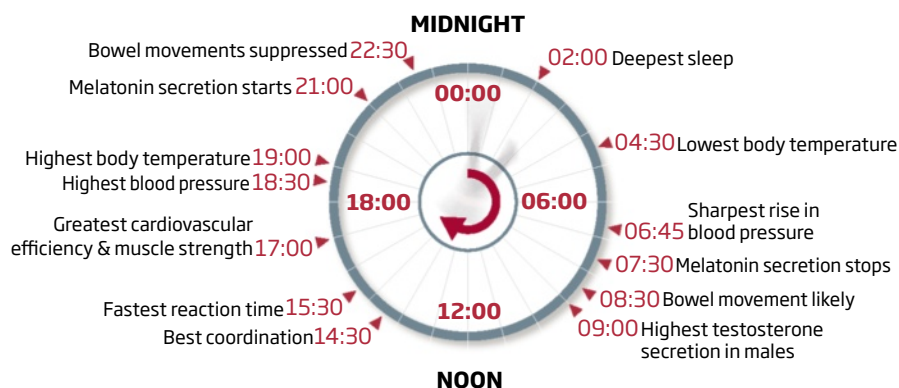 MIDNIGHT
Bowel movements suppressed 22:30
02:00 Deepest sleep
Melatonin secretion starts 21:00
00:00
04:30 Lowest body temperature
Highest body temperature 19:00
Highest blood pressure 18:30
18:00
06:00
Sharpest rise in
06:45 blood pressure
Greatest cardiovascular
efficiency & muscle strength 17:00
07:30 Melatonin secretion stops
08:30 Bowel movement likely
Fastest reaction time 15:30
12:00
09:00 Highest testosterone
secretion in males
Best coordination 14:30
NOON